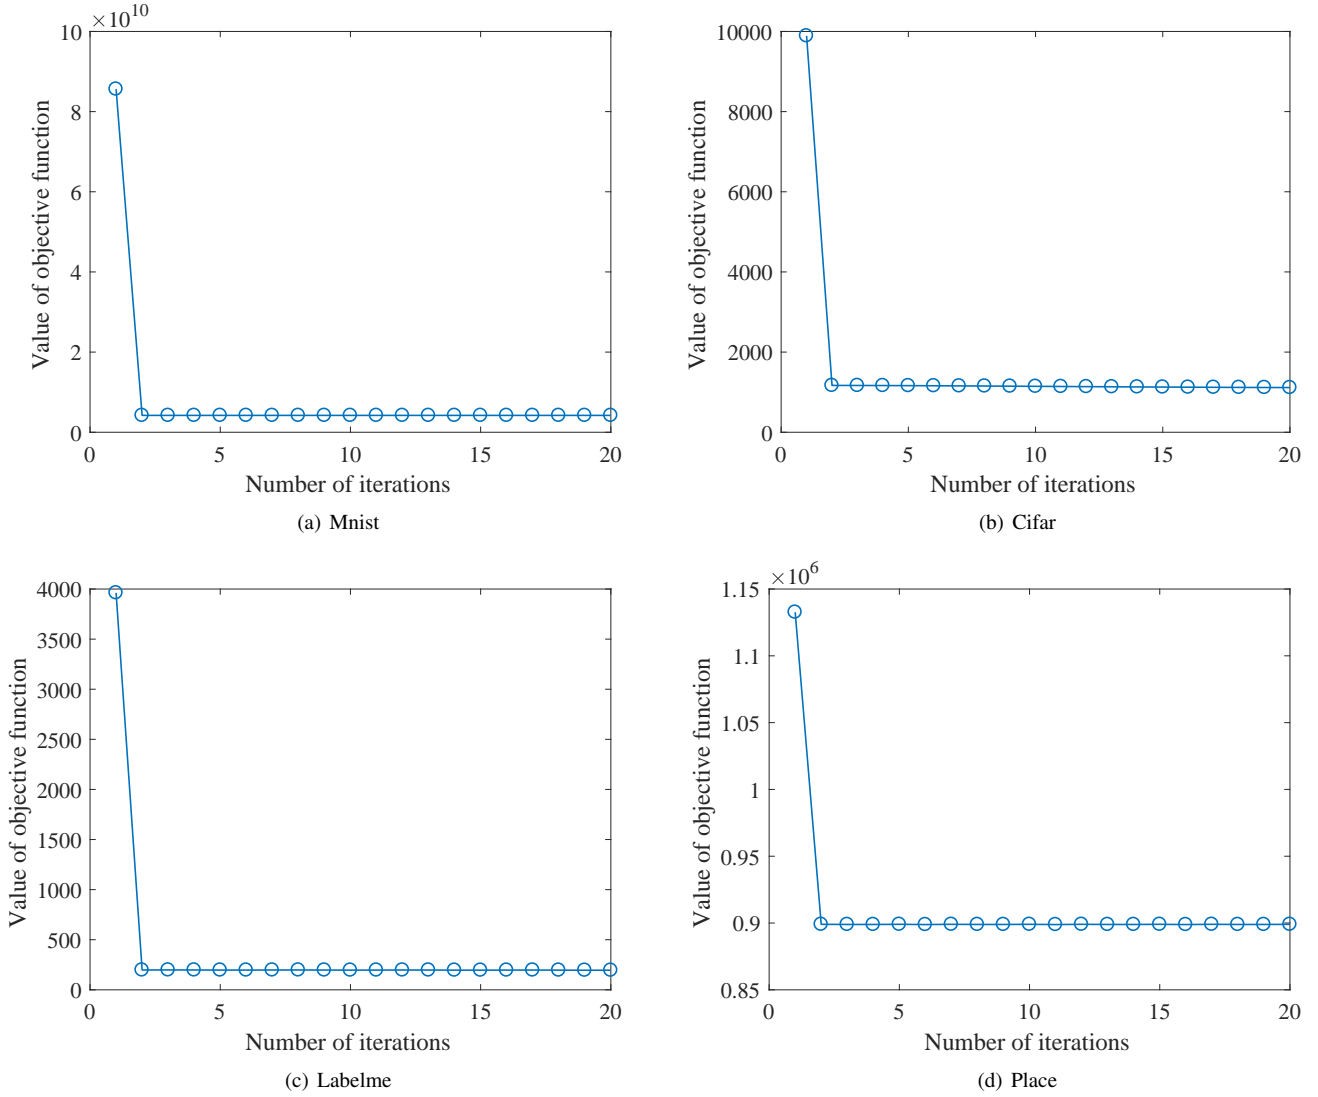 ×10^10
10
8
6
4
2
0
0 5 10 15 20
Value of objective function
Number of iterations
(a) Mnist
10000
8000
6000
4000
2000
0
0 5 10 15 20
Value of objective function
Number of iterations
(b) Cifar
4000
3500
3000
2500
2000
1500
1000
500
0
0 5 10 15 20
Value of objective function
Number of iterations
(c) Labelme
×10^6
1.15
1.1
1.05
1
0.95
0.9
0.85
0 5 10 15 20
Value of objective function
Number of iterations
(d) Place